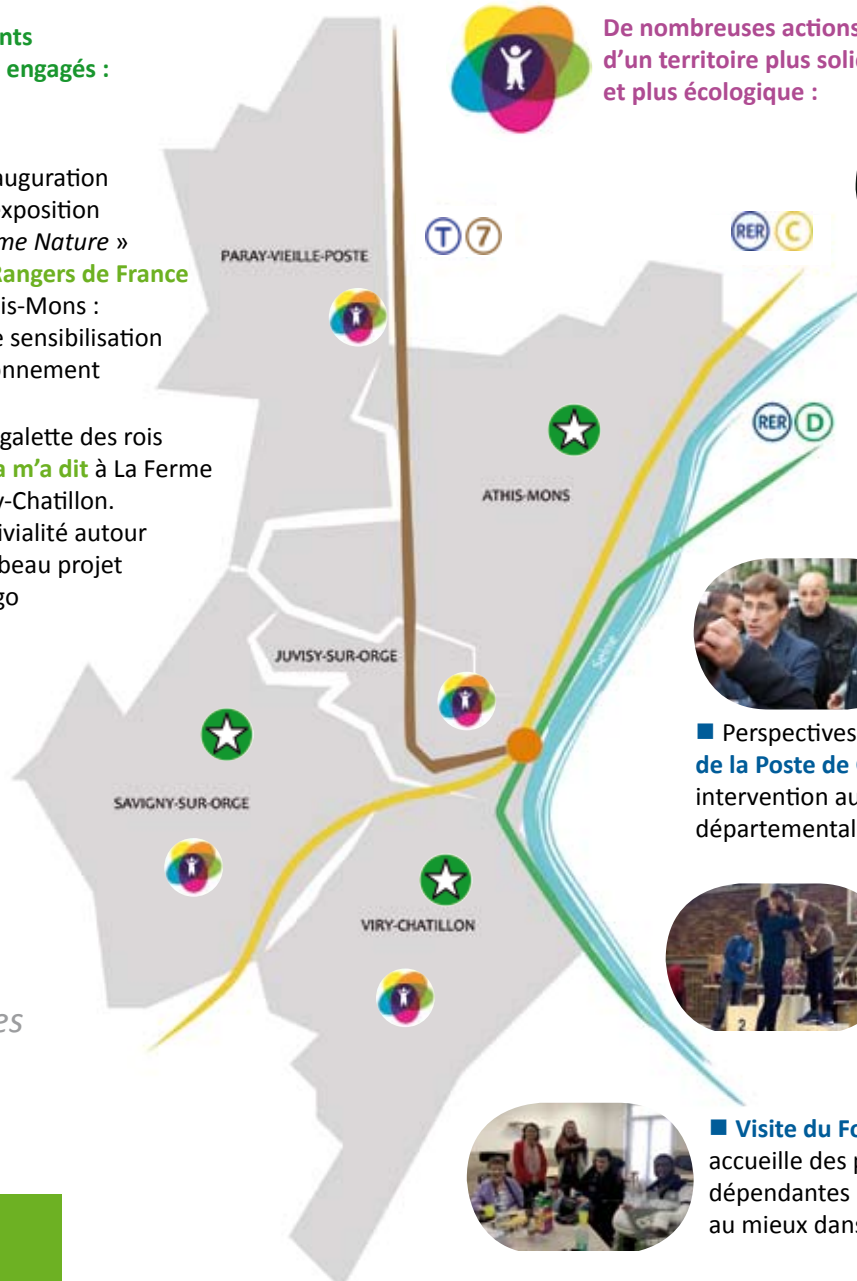 nts
engagés :
auguration
exposition
me Nature »
Rangers de France
is-Mons :
e sensibilisation
onnement
galette des rois
a m'a dit à La Ferme
y-Chatillon.
ivialité autour
beau projet
go
es
De nombreuses actions
d'un territoire plus soli
et plus écologique :
T 7
RER C
RER D
PARAY-VIEILLE-POSTE
ATHIS-MONS
Seine
JUVISY-SUR-ORGE
SAVIGNY-SUR-ORGE
VIRY-CHATILLON
■ Perspectives
de la Poste de
intervention au
départemental
2
■ Visite du Fo
accueille des p
dépendantes
au mieux dans